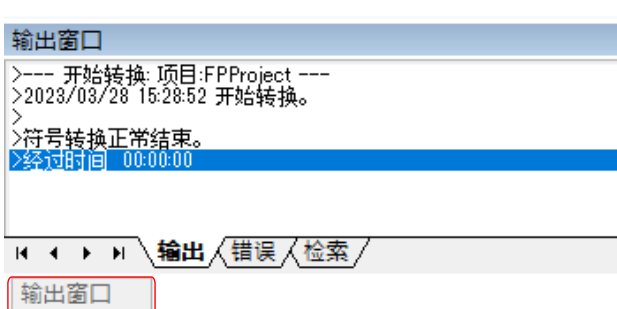 输出窗口
>--- 开始转换: 项目:FPProject ---
>2023/03/28 15:28:52 开始转换。
>
>符号转换正常结束。
>经过时间 00:00:00
输出 错误 检索
输出窗口